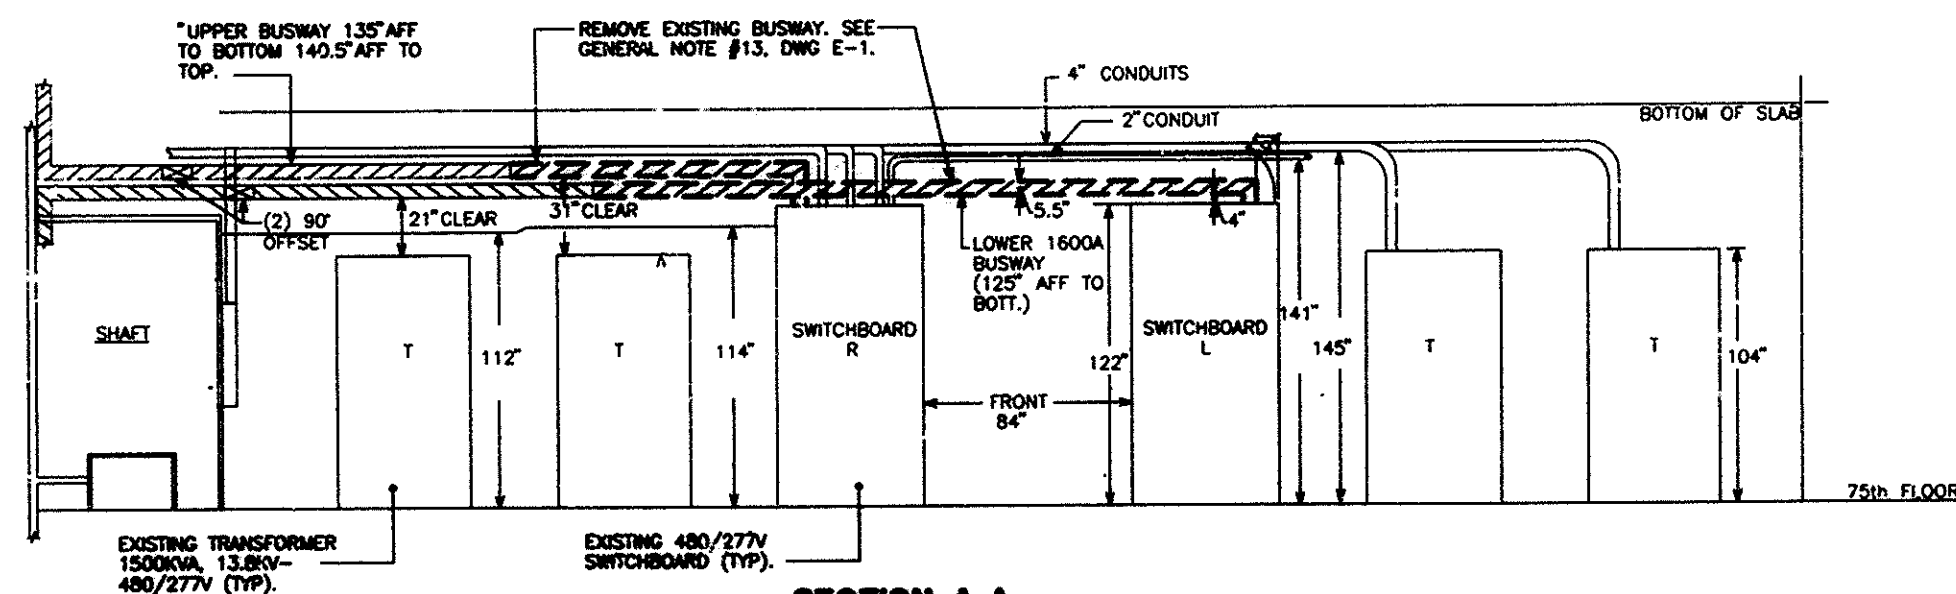 "UPPER BUSWAY 135"AFF
TO BOTTOM 140.5"AFF TO
TOP.
REMOVE EXISTING BUSWAY. SEE
GENERAL NOTE #13, DWG E-1.
4" CONDUITS
2"CONDUIT
BOTTOM OF SLAB
(2) 90°
OFFSET
21"CLEAR
31"CLEAR
5.5"
4"
LOWER 1600A
BUSWAY
(125" AFF TO
BOTT.)
SHAFT
T
112"
T
114"
SWITCHBOARD
R
FRONT
84"
122"
SWITCHBOARD
L
141"
145"
T
T
104"
75th FLOOR
EXISTING TRANSFORMER
1500KVA, 13.8KV-
480/277V (TYP).
EXISTING 480/277V
SWITCHBOARD (TYP).